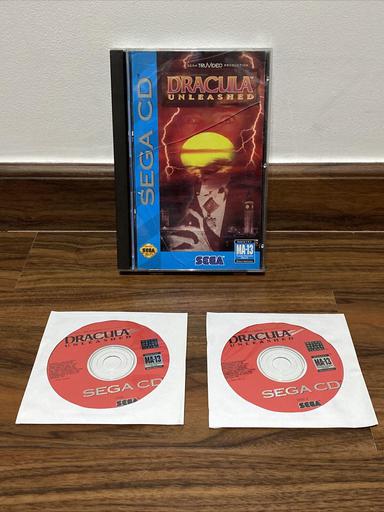 SEGA TRUVIDEO PRODUCTION
DRACULA
UNLEASHED
SEGA CD
SEGA
SEGA
MA-13
DRACULA
UNLEASHED
MA-13
SEGA CD
SEGA
DRACULA
UNLEASHED
MA-13
SEGA CD
SEGA